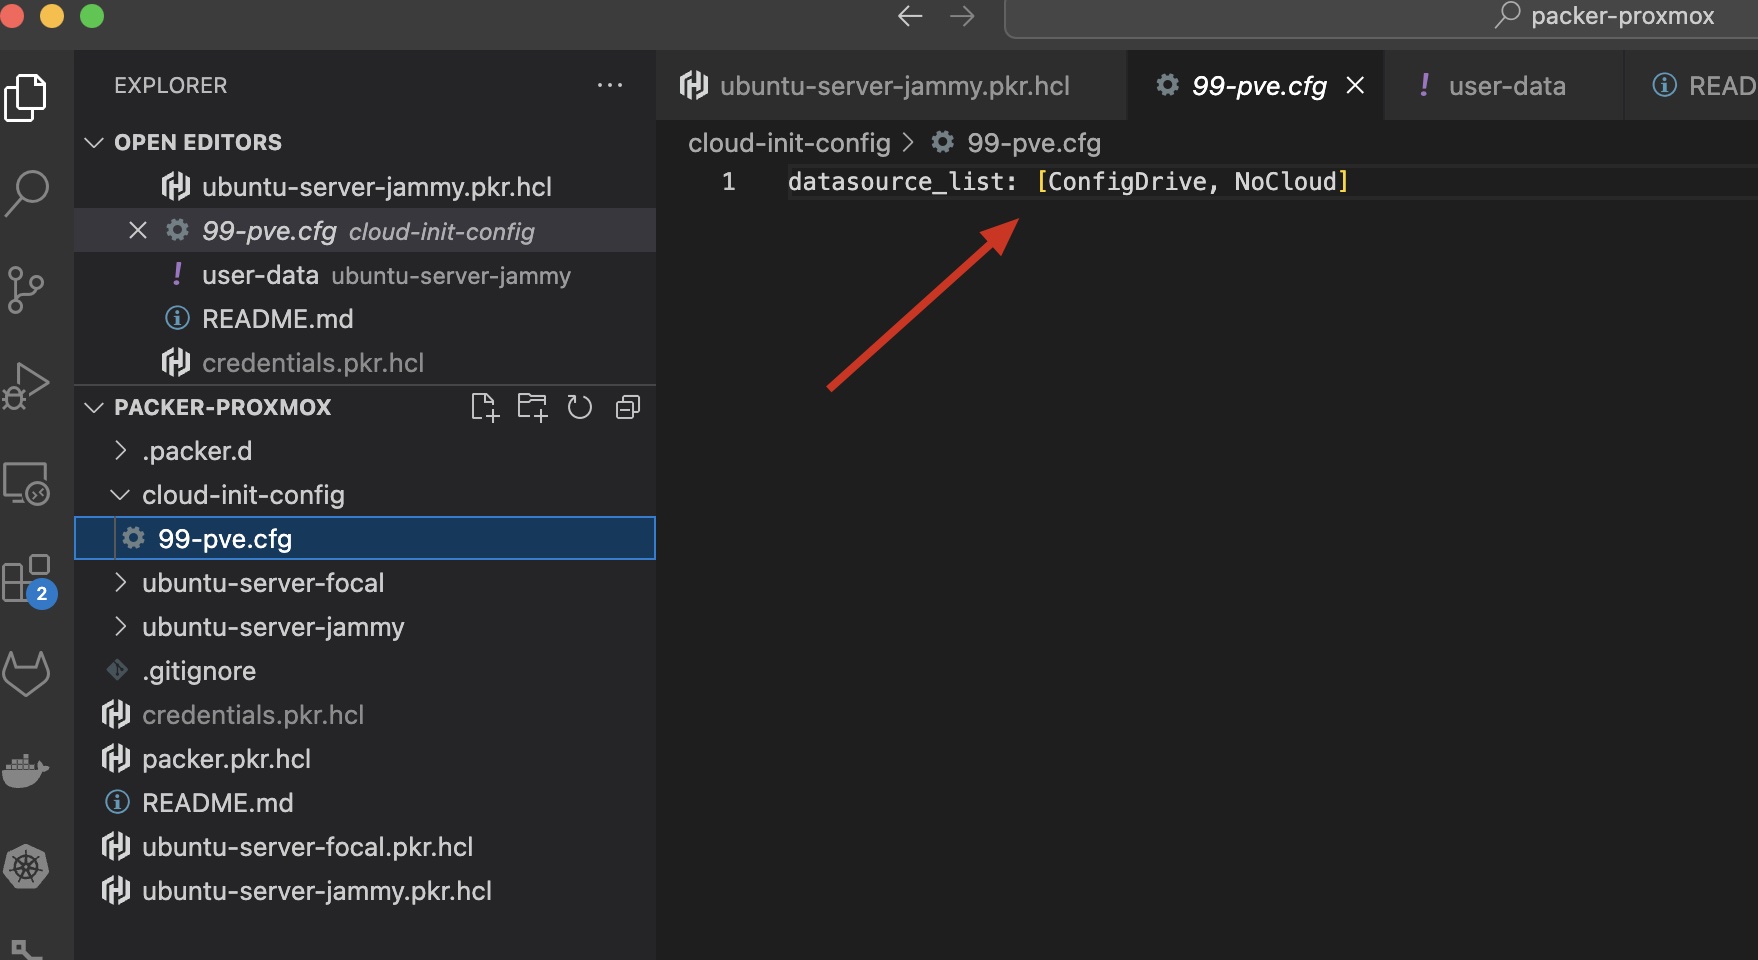 packer-proxmox
EXPLORER
OPEN EDITORS
ubuntu-server-jammy.pkr.hcl
99-pve.cfg cloud-init-config
user-data ubuntu-server-jammy
README.md
credentials.pkr.hcl
PACKER-PROXMOX
.packer.d
cloud-init-config
99-pve.cfg
ubuntu-server-focal
ubuntu-server-jammy
.gitignore
credentials.pkr.hcl
packer.pkr.hcl
README.md
ubuntu-server-focal.pkr.hcl
ubuntu-server-jammy.pkr.hcl
2
ubuntu-server-jammy.pkr.hcl 99-pve.cfg user-data READ
cloud-init-config > 99-pve.cfg
1 datasource_list: [ConfigDrive, NoCloud]